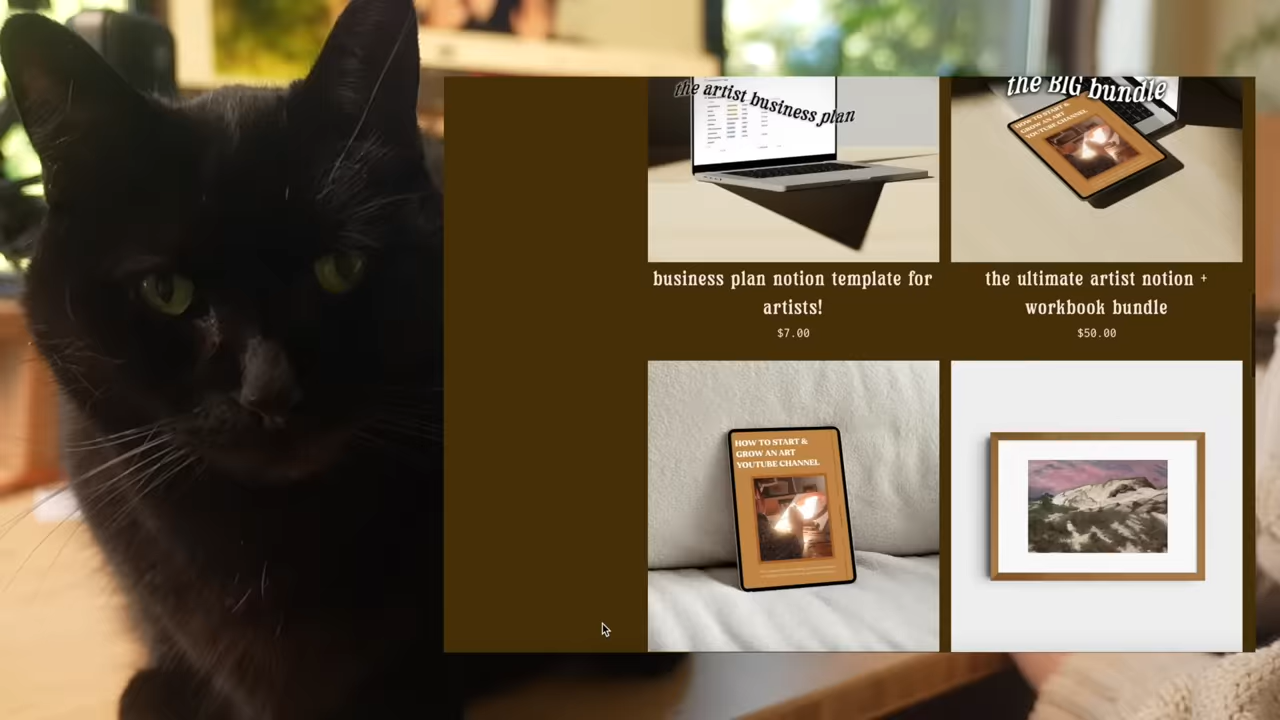 the artist business plan
the BIG bundle
HOW TO START &
GROW AN ART
YOUTUBE CHANNEL
business plan notion template for
artists!
$7.00
the ultimate artist notion +
workbook bundle
$50.00
HOW TO START &
GROW AN ART
YOUTUBE CHANNEL